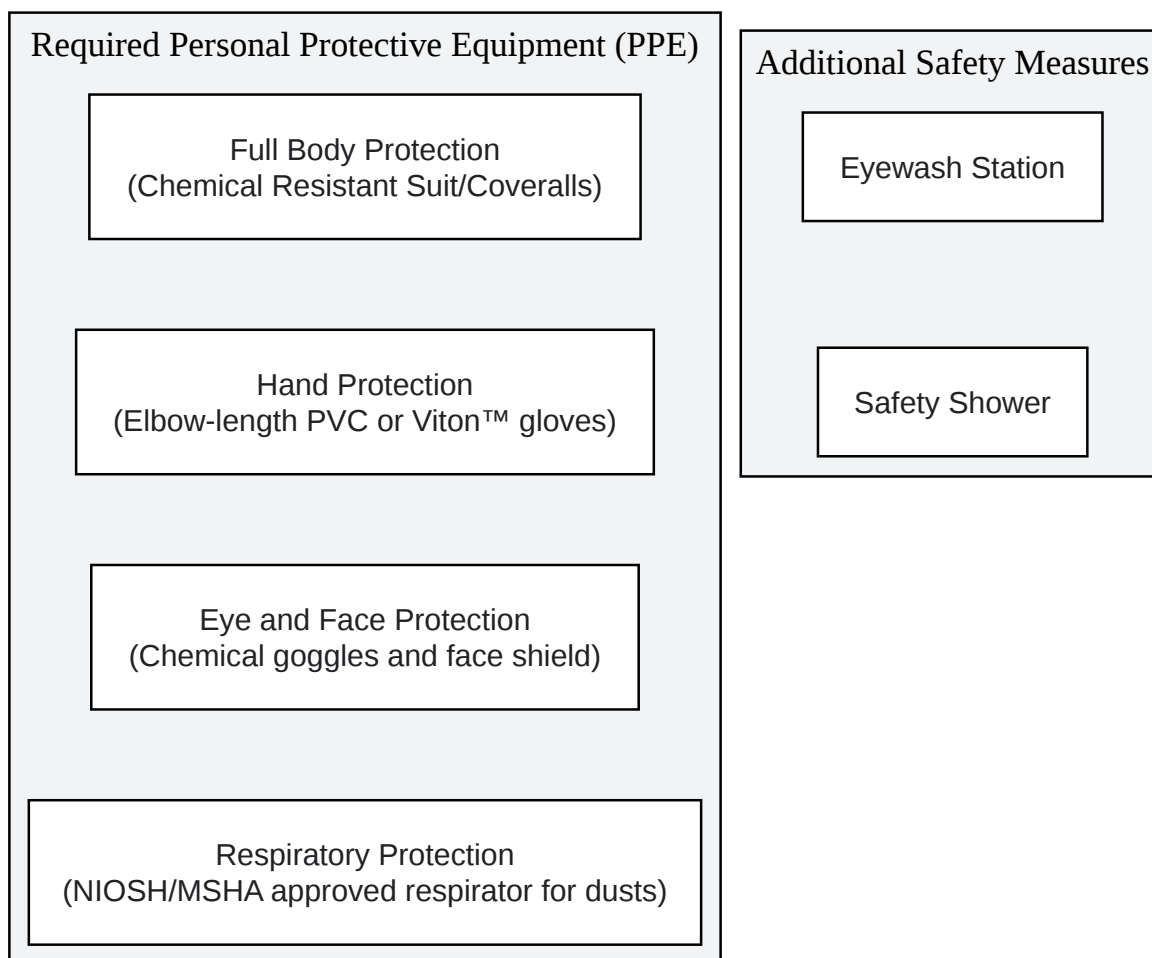 Required Personal Protective Equipment (PPE)
Full Body Protection
(Chemical Resistant Suit/Coveralls)
Hand Protection
(Elbow-length PVC or Viton™ gloves)
Eye and Face Protection
(Chemical goggles and face shield)
Respiratory Protection
(NIOSH/MSHA approved respirator for dusts)
Additional Safety Measures
Eyewash Station
Safety Shower